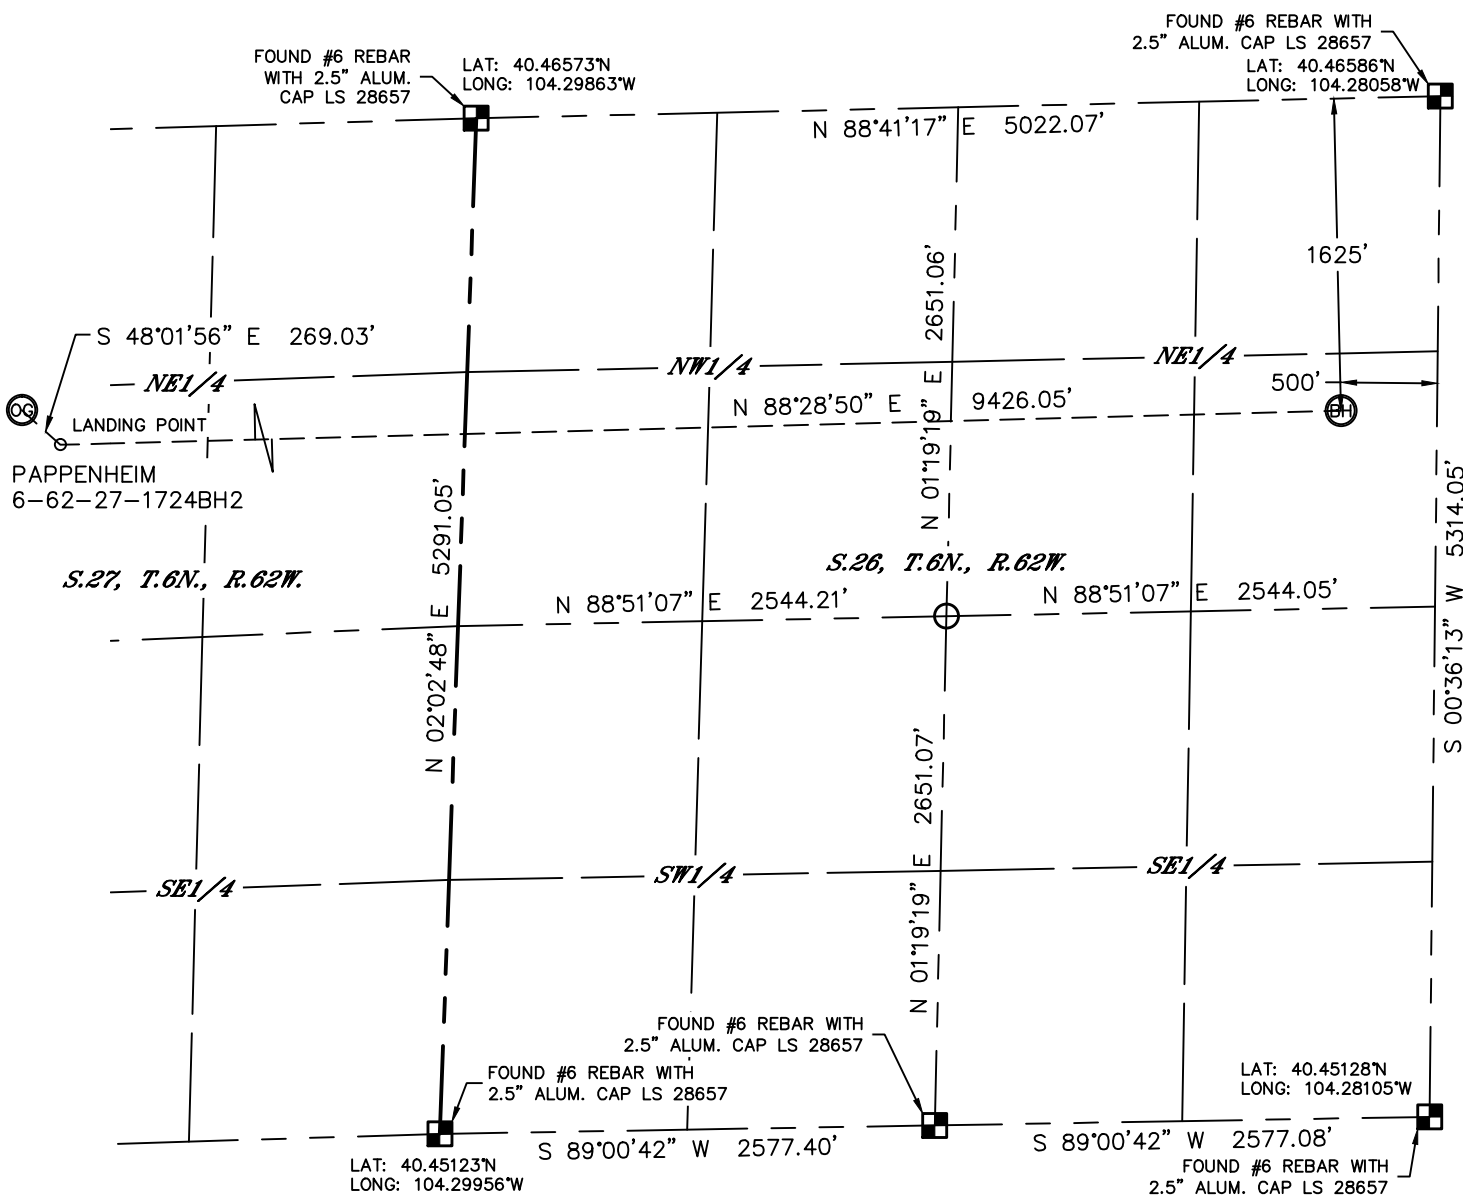 FOUND #6 REBAR WITH
2.5" ALUM. CAP LS 28657
FOUND #6 REBAR
WITH 2.5" ALUM.
CAP LS 28657
LAT: 40.46573°N
LONG: 104.29863°W
LAT: 40.46586°N
LONG: 104.28058°W
N 88°41'17" E 5022.07'
1625'
N 01°19'19" E 2651.06'
S 48°01'56" E 269.03'
NE1/4
NW1/4
NE1/4
500'
OG
LANDING POINT
N 88°28'50" E 9426.05'
BH
PAPPENHEIM
6-62-27-1724BH2
N 02°02'48" E 5291.05'
S 00°36'13" W 5314.05'
S.27, T.6N., R.62W.
S.26, T.6N., R.62W.
N 88°51'07" E 2544.21'
N 88°51'07" E 2544.05'
N 01°19'19" E 2651.07'
SE1/4
SW1/4
SE1/4
FOUND #6 REBAR WITH
2.5" ALUM. CAP LS 28657
FOUND #6 REBAR WITH
2.5" ALUM. CAP LS 28657
LAT: 40.45128°N
LONG: 104.28105°W
S 89°00'42" W 2577.40'
S 89°00'42" W 2577.08'
LAT: 40.45123°N
LONG: 104.29956°W
FOUND #6 REBAR WITH
2.5" ALUM. CAP LS 28657